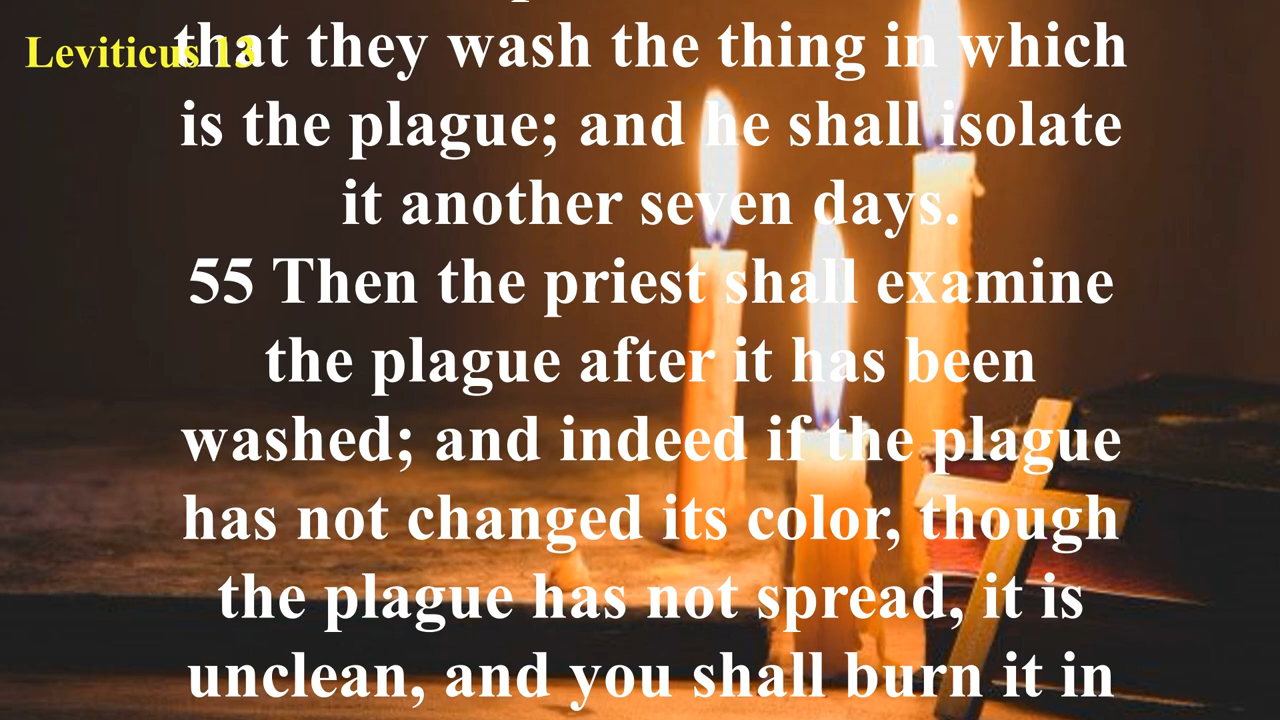 Leviticus 13
that they wash the thing in which
is the plague; and he shall isolate
it another seven days.
55 Then the priest shall examine
the plague after it has been
washed; and indeed if the plague
has not changed its color, though
the plague has not spread, it is
unclean, and you shall burn it in